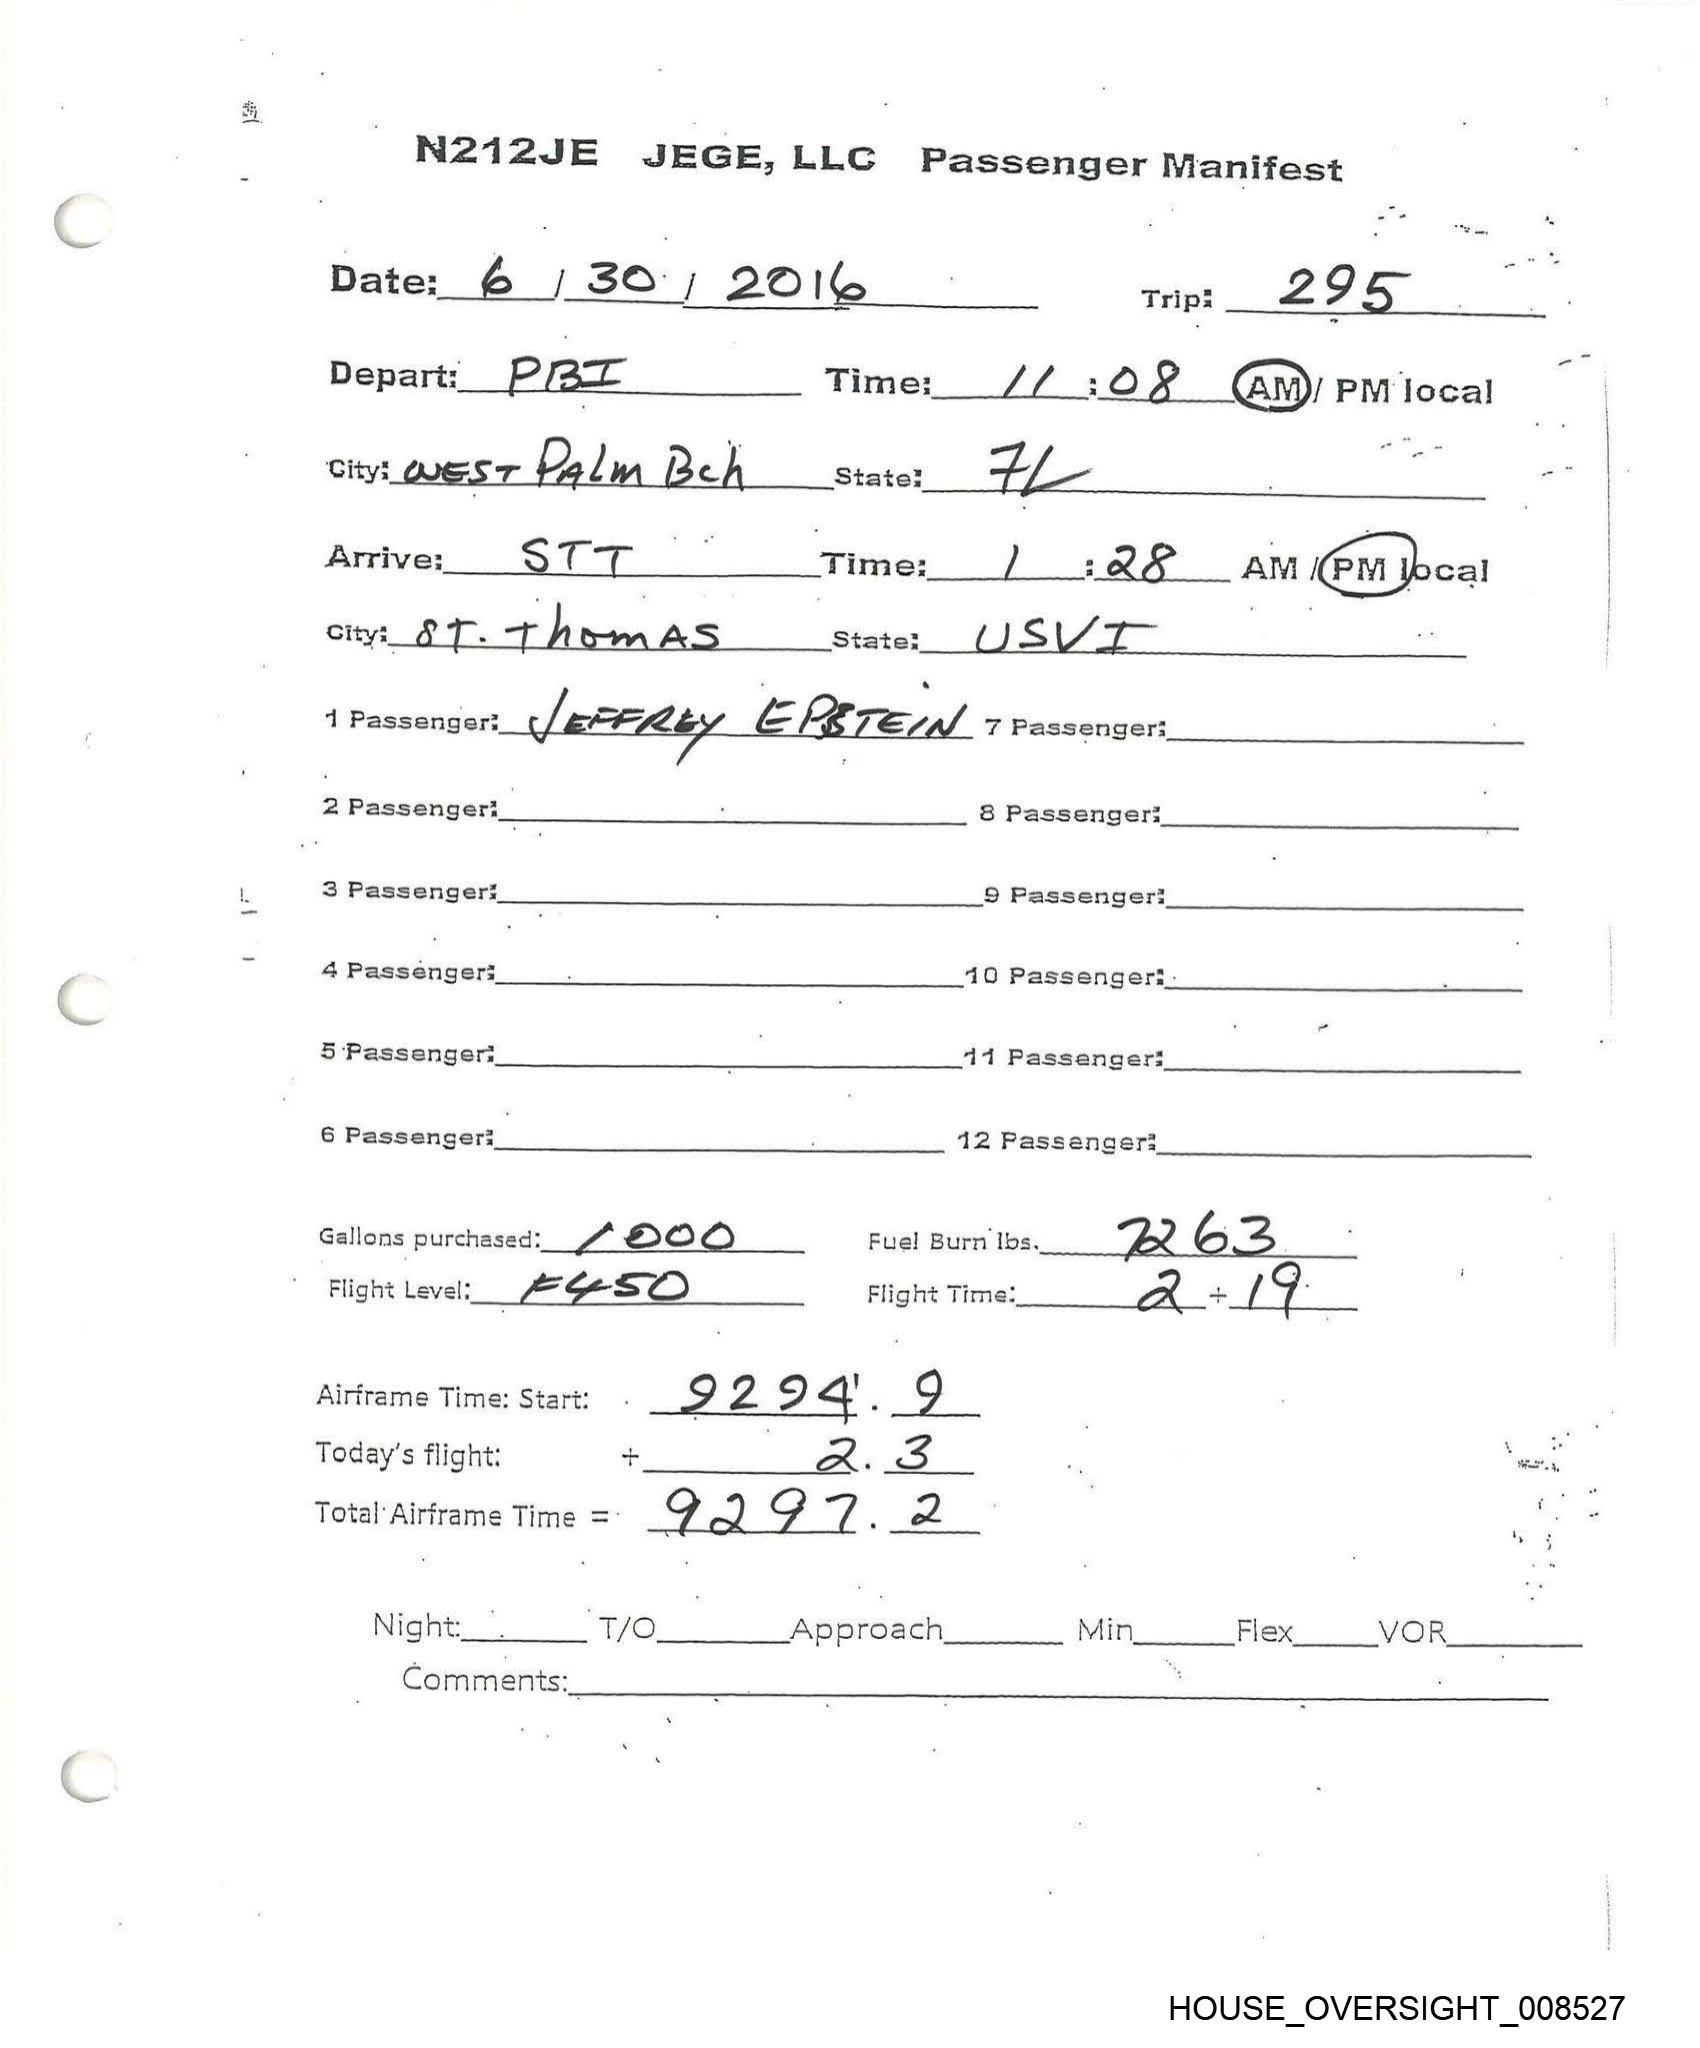 N212JE JEGE, LLC Passenger Manifest
Date: 6 / 30 / 2016 Trip: 295
Depart: PBI Time: 11 : 08 AM / PM local
City: WEST PALM Bch State: FL
Arrive: STT Time: 1 : 28 AM / PM local
City: ST. THOMAS State: USVI
1 Passenger: JEFFREY EPSTEIN 7 Passenger:
2 Passenger: 8 Passenger:
3 Passenger: 9 Passenger:
4 Passenger: 10 Passenger:
5 Passenger: 11 Passenger:
6 Passenger: 12 Passenger:
Gallons purchased: 1000 Fuel Burn lbs. 7263
Flight Level: F450 Flight Time: 2 + 19
Airframe Time: Start: 9294.9
Today's flight: + 2.3
Total Airframe Time = 9297.2
Night: T/O Approach Min Flex VOR
Comments:
HOUSE_OVERSIGHT_008527